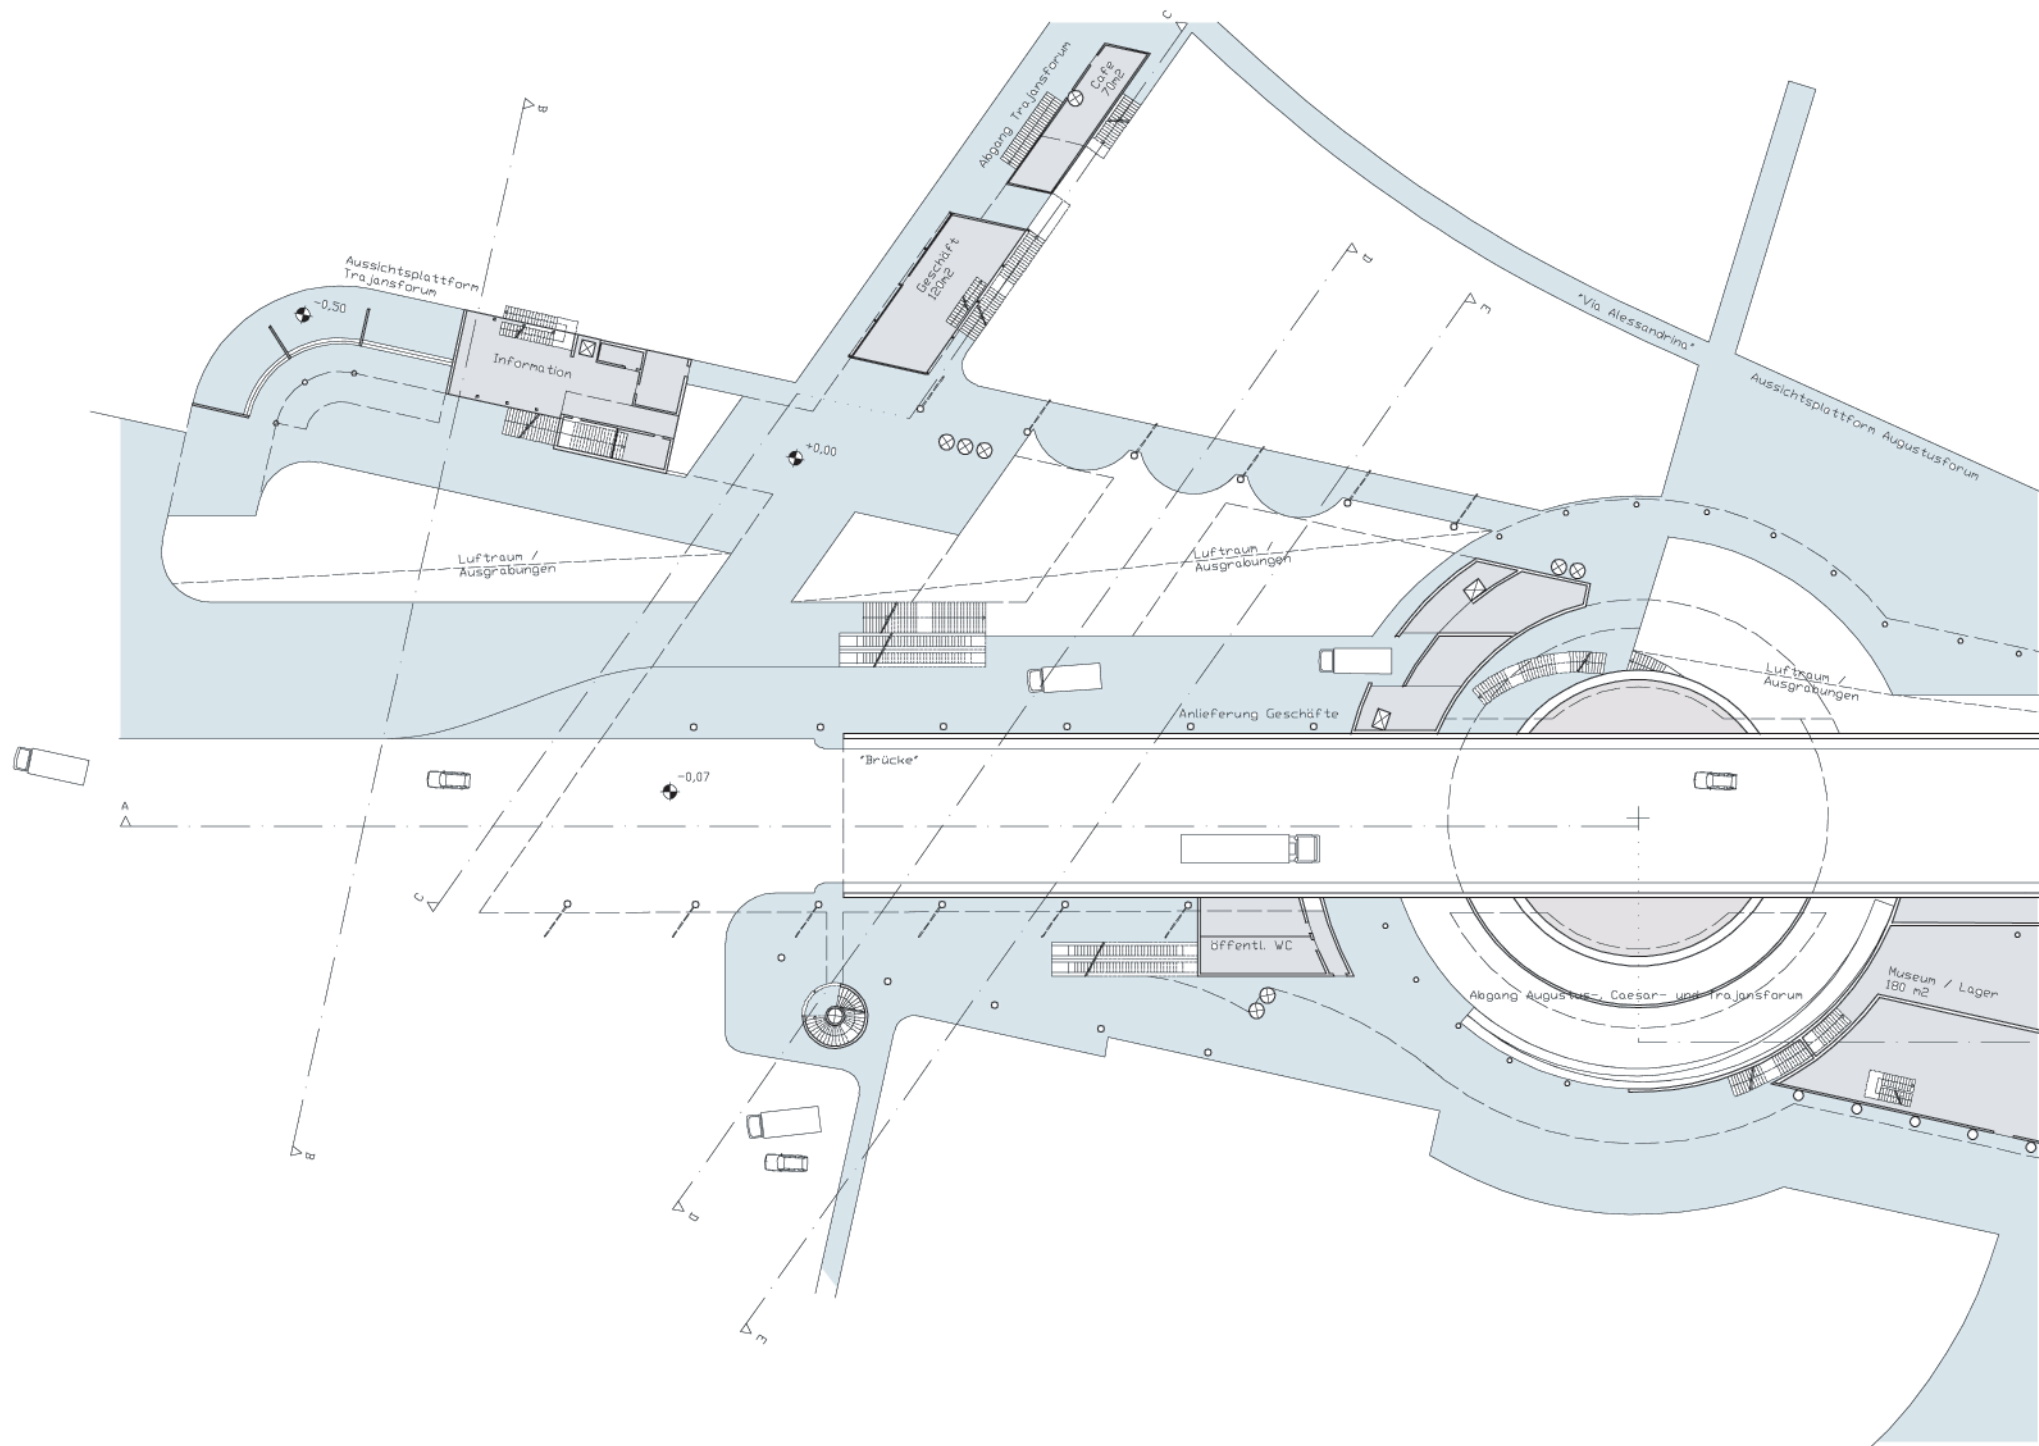 C
Abgang Trajansforum
Cafe
70m2
B
Geschäft
120m2
D
E
Aussichtsplattform
Trajansforum
-0,50
"Via Alessandrina"
Information
Aussichtsplattform Augustusforum
+0,00
Luftraum /
Ausgrabungen
Luftraum /
Ausgrabungen
Luftraum /
Ausgrabungen
Anlieferung Geschäfte
"Brücke"
-0,07
A
C
öffentl. WC
Museum / Lager
180 m2
Abgang Augustus-, Caesar- und Trajansforum
B
D
E